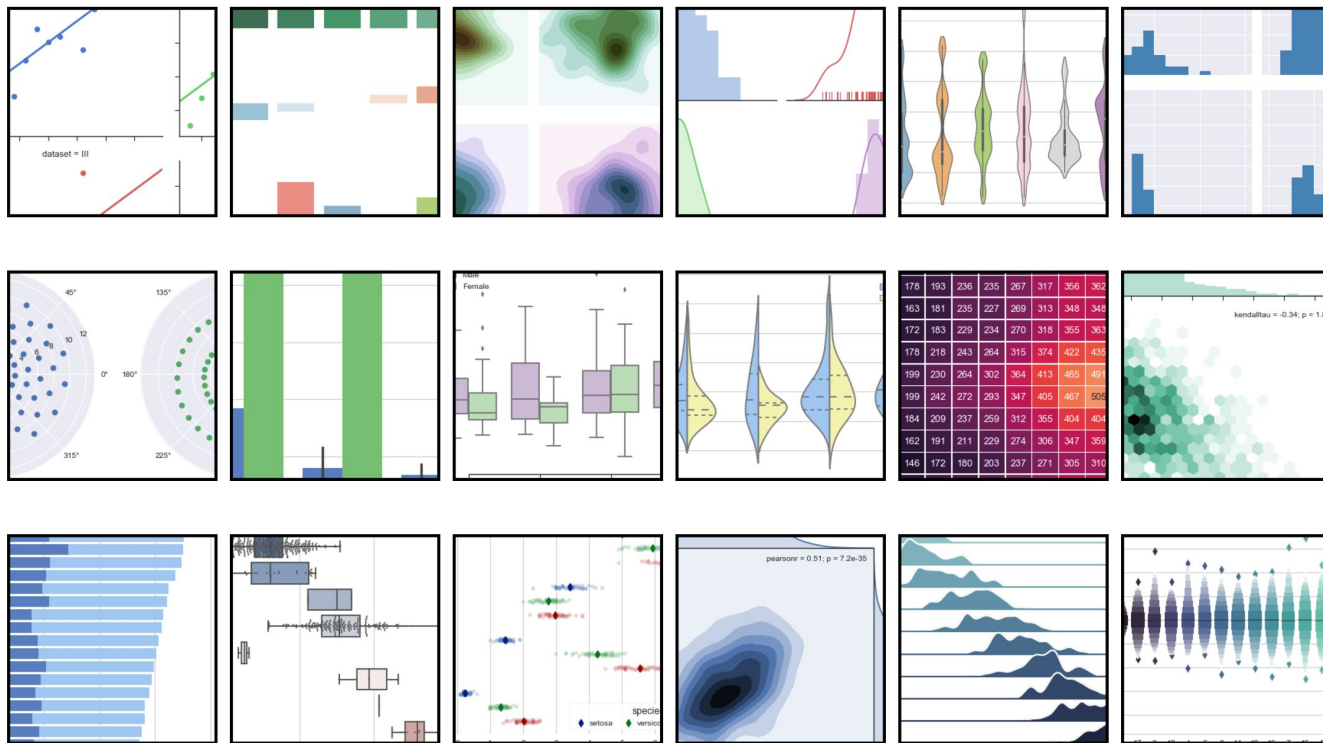 dataset = III
45°
135°
12
10
8
6
4
0°
180°
315°
225°
Male
Female
178 193 236 235 267 317 356 362
163 181 235 227 269 313 348 348
172 183 229 234 270 318 355 363
178 218 243 264 315 374 422 435
199 230 264 302 364 413 465 491
199 242 272 293 347 405 467 505
184 209 237 259 312 355 404 404
162 191 211 229 274 306 347 359
146 172 180 203 237 271 305 310
kendalltau = -0.34; p = 1.
species
setosa
versico
pearsonr = 0.51; p = 7.2e-35